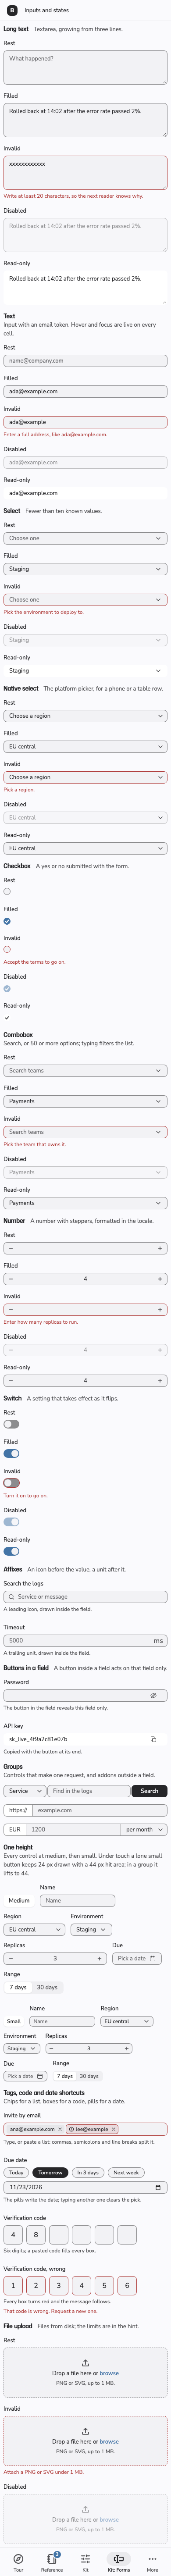 B Inputs and states
Long text Textarea, growing from three lines.
Rest
What happened?
Filled
Rolled back at 14:02 after the error rate passed 2%.
Invalid
xxxxxxxxxxxx
Write at least 20 characters, so the next reader knows why.
Disabled
Rolled back at 14:02 after the error rate passed 2%.
Read-only
Rolled back at 14:02 after the error rate passed 2%.
Text
Input with an email token. Hover and focus are live on every
cell.
Rest
name@company.com
Filled
ada@example.com
Invalid
ada@example
Enter a full address, like ada@example.com.
Disabled
ada@example.com
Read-only
ada@example.com
Select Fewer than ten known values.
Rest
Choose one
Filled
Staging
Invalid
Choose one
Pick the environment to deploy to.
Disabled
Staging
Read-only
Staging
Native select The platform picker, for a phone or a table row.
Rest
Choose a region
Filled
EU central
Invalid
Choose a region
Pick a region.
Disabled
EU central
Read-only
EU central
Checkbox A yes or no submitted with the form.
Rest
Filled
Invalid
Accept the terms to go on.
Disabled
Read-only
Combobox
Search, or 50 or more options; typing filters the list.
Rest
Search teams
Filled
Payments
Invalid
Search teams
Pick the team that owns it.
Disabled
Payments
Read-only
Payments
Number A number with steppers, formatted in the locale.
Rest
− +
Filled
− 4 +
Invalid
− +
Enter how many replicas to run.
Disabled
− 4 +
Read-only
− 4 +
Switch A setting that takes effect as it flips.
Rest
Filled
Invalid
Turn it on to go on.
Disabled
Read-only
Affixes An icon before the value, a unit after it.
Search the logs
Service or message
A leading icon, drawn inside the field.
Timeout
5000 ms
A trailing unit, drawn inside the field.
Buttons in a field A button inside a field acts on that field only.
Password
The button in the field reveals this field only.
API key
sk_live_4f9a2c81e07b
Copied with the button at its end.
Groups
Controls that make one request, and addons outside a field.
Service Find in the logs Search
https:// example.com
EUR 1200 per month
One height
Every control at medium, then small. Under touch a lone small
button keeps 24 px drawn with a 44 px hit area; in a group it
lifts to 44.
Name
Medium Name
Region Environment
EU central Staging
Replicas Due
− 3 + Pick a date
Range
7 days 30 days
Name Region
Small Name EU central
Environment Replicas
Staging − 3 +
Due Range
Pick a date 7 days 30 days
Tags, code and date shortcuts
Chips for a list, boxes for a code, pills for a date.
Invite by email
ana@example.com × lee@example ×
Type, or paste a list: commas, semicolons and line breaks split it.
Due date
Today Tomorrow In 3 days Next week
11/23/2026
The pills write the date; typing another one clears the pick.
Verification code
4 8
Six digits; a pasted code fills every box.
Verification code, wrong
1 2 3 4 5 6
Every box turns red and the message follows.
That code is wrong. Request a new one.
File upload Files from disk; the limits are in the hint.
Rest
Drop a file here or browse
PNG or SVG, up to 1 MB.
Invalid
Drop a file here or browse
PNG or SVG, up to 1 MB.
Attach a PNG or SVG under 1 MB.
Disabled
Drop a file here or browse
PNG or SVG, up to 1 MB.
Tour Reference Kit Kit: Forms More